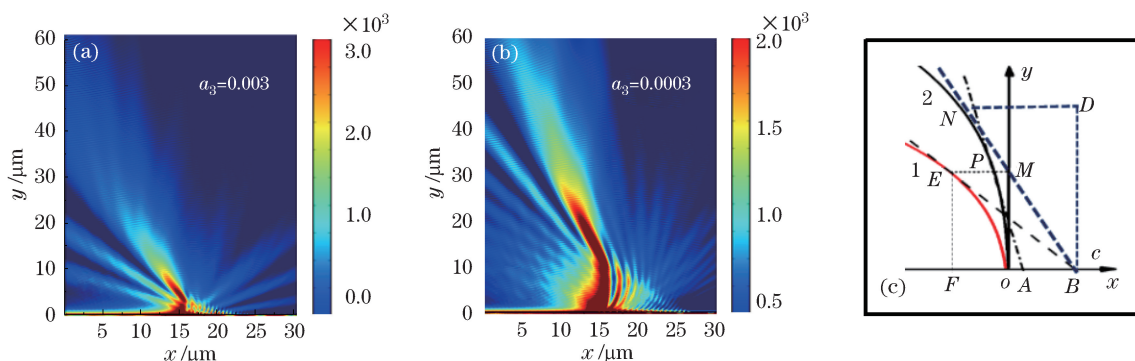 ×10³
(a)
a₃=0.003
60
50
40
30
20
10
0
y /μm
5 10 15 20 25 30
x /μm
3.0
2.0
1.0
0.0
×10³
(b)
a₃=0.0003
60
50
40
30
20
10
0
y /μm
5 10 15 20 25 30
x /μm
2.0
1.5
1.0
0.5
y
2
N
D
P
M
1
E
c
(c)
F
o
A
B
x